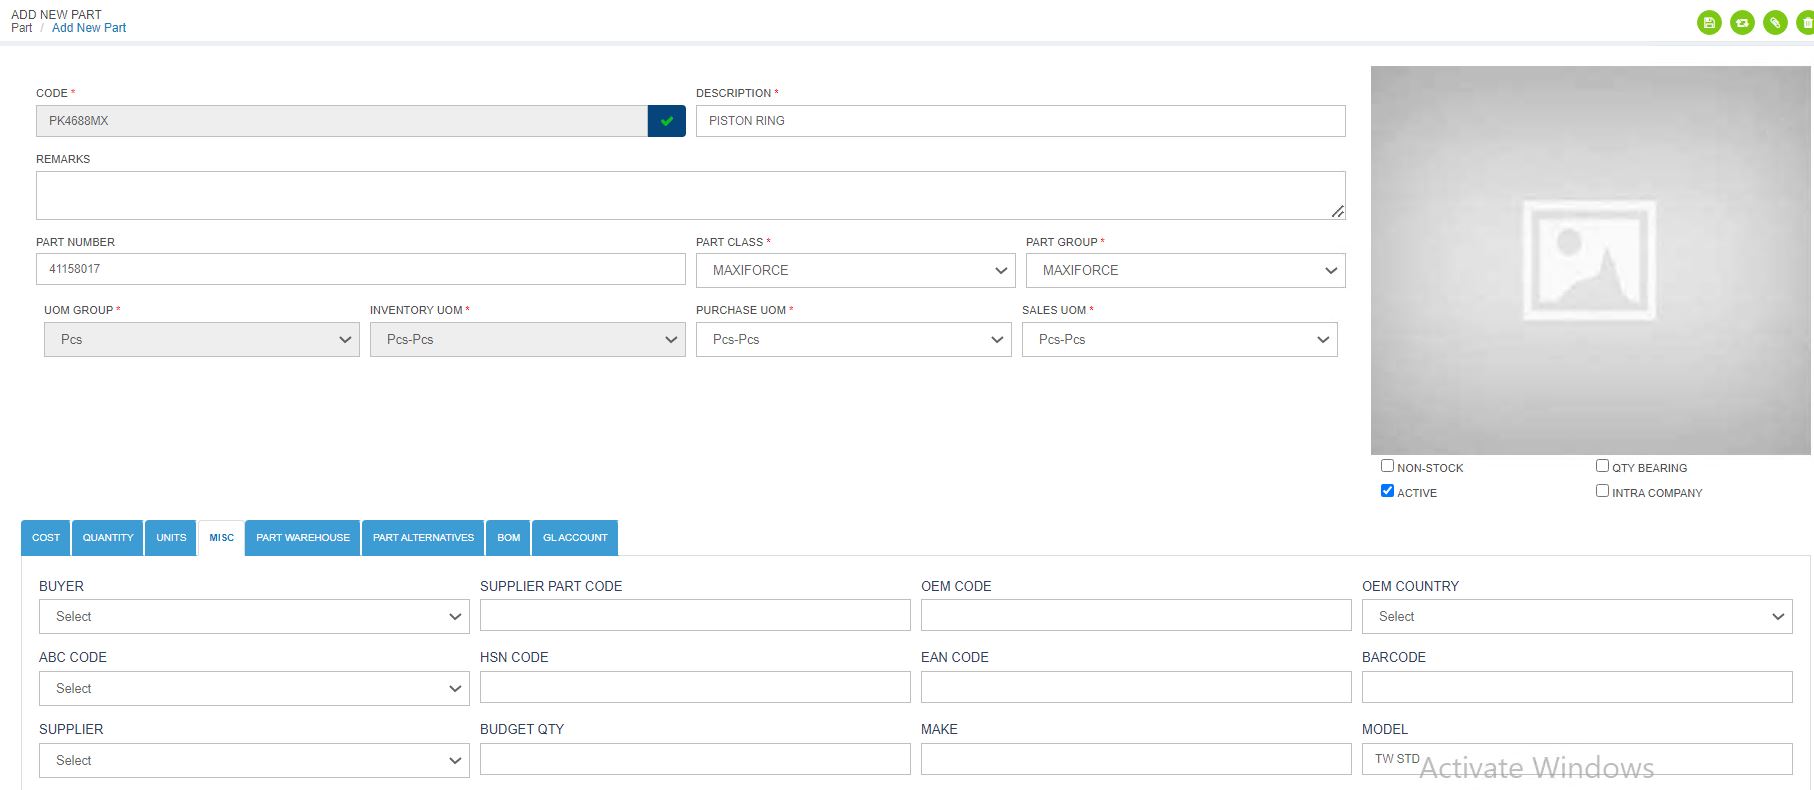 ADD NEW PART
Part / Add New Part
CODE *
DESCRIPTION *
PK4688MX
PISTON RING
REMARKS
PART NUMBER
PART CLASS *
PART GROUP *
41158017
MAXIFORCE
MAXIFORCE
UOM GROUP *
INVENTORY UOM *
PURCHASE UOM *
SALES UOM *
Pcs
Pcs-Pcs
Pcs-Pcs
Pcs-Pcs
NON-STOCK
QTY BEARING
ACTIVE
INTRA COMPANY
COST
QUANTITY
UNITS
MISC
PART WAREHOUSE
PART ALTERNATIVES
BOM
GL ACCOUNT
BUYER
SUPPLIER PART CODE
OEM CODE
OEM COUNTRY
Select
Select
ABC CODE
HSN CODE
EAN CODE
BARCODE
Select
SUPPLIER
BUDGET QTY
MAKE
MODEL
Select
TW STD
Activate Windows